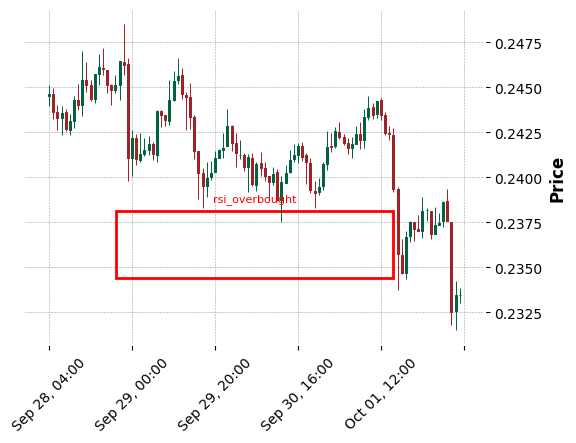 0.2475
0.2450
0.2425
0.2400
0.2375
0.2350
0.2325
Price
rsi_overbought
Sep 28, 04:00
Sep 29, 00:00
Sep 29, 20:00
Sep 30, 16:00
Oct 01, 12:00